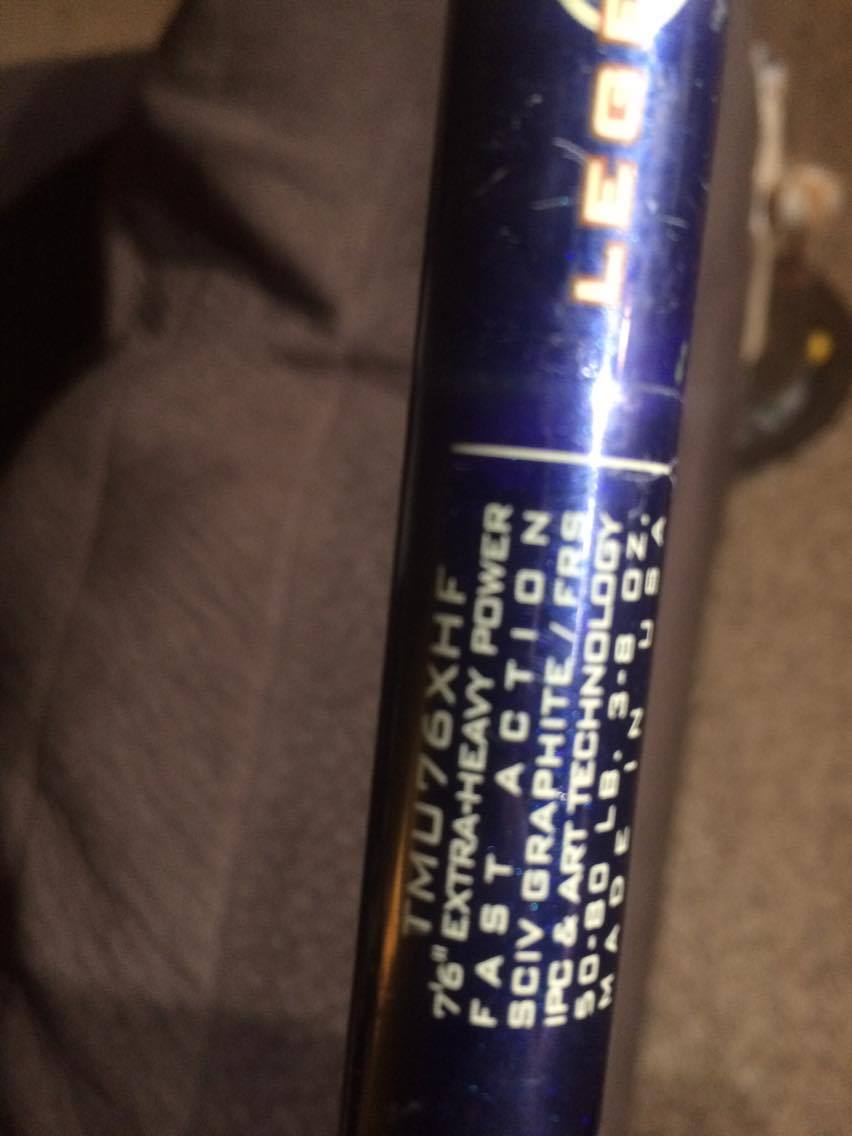 LEGE
TMU76XHF
7'6" EXTRA-HEAVY POWER
FAST ACTION
SCIV GRAPHITE/FRS
IPC & ART TECHNOLOGY
50-80 LB. 3-8 OZ.
MADE IN USA